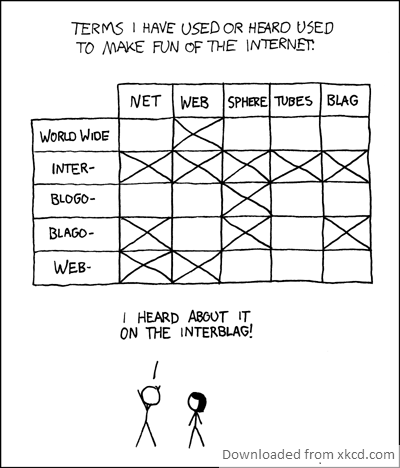 TERMS I HAVE USED OR HEARD USED
TO MAKE FUN OF THE INTERNET:
NET WEB SPHERE TUBES BLAG
WORLD WIDE
INTER-
BLOGO-
BLAGO-
WEB-
I HEARD ABOUT IT
ON THE INTERBLAG!
Downloaded from xkcd.com